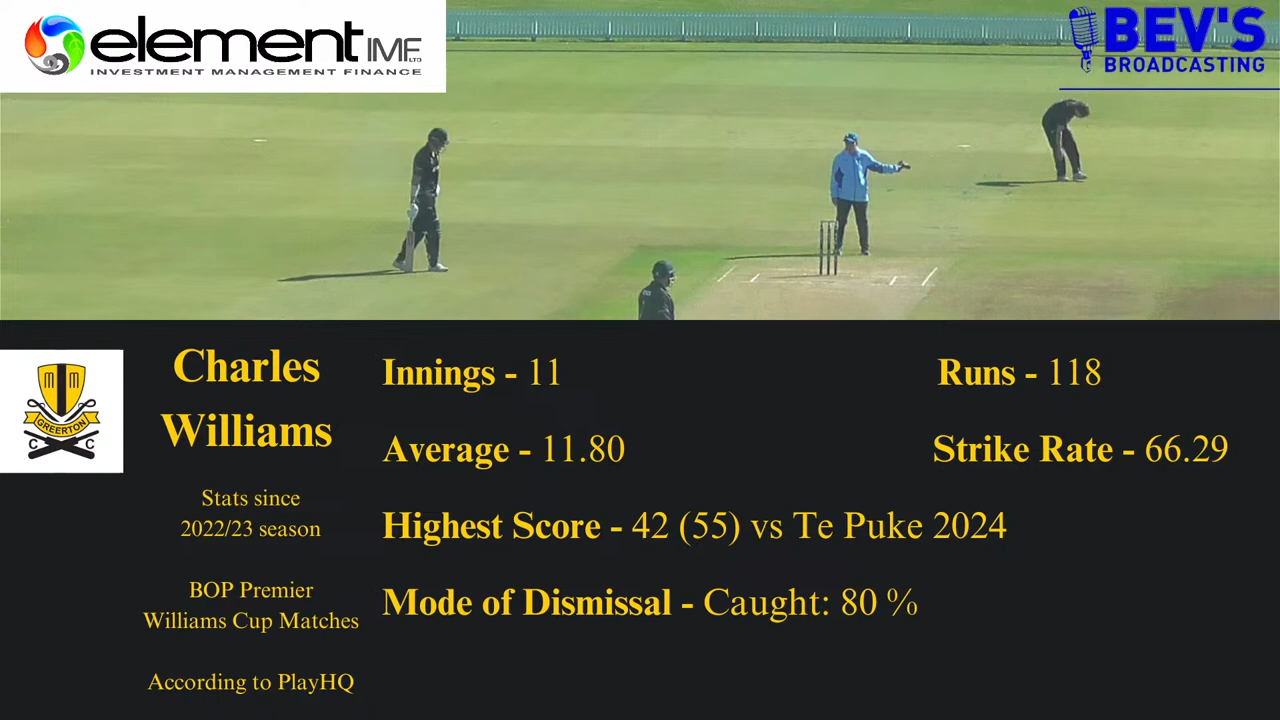 element IMF LTD
INVESTMENT MANAGEMENT FINANCE
BEV'S
BROADCASTING
M M
GREERTON
C C
Charles
Williams
Stats since
2022/23 season
BOP Premier
Williams Cup Matches
According to PlayHQ
Innings - 11
Runs - 118
Average - 11.80
Strike Rate - 66.29
Highest Score - 42 (55) vs Te Puke 2024
Mode of Dismissal - Caught: 80 %